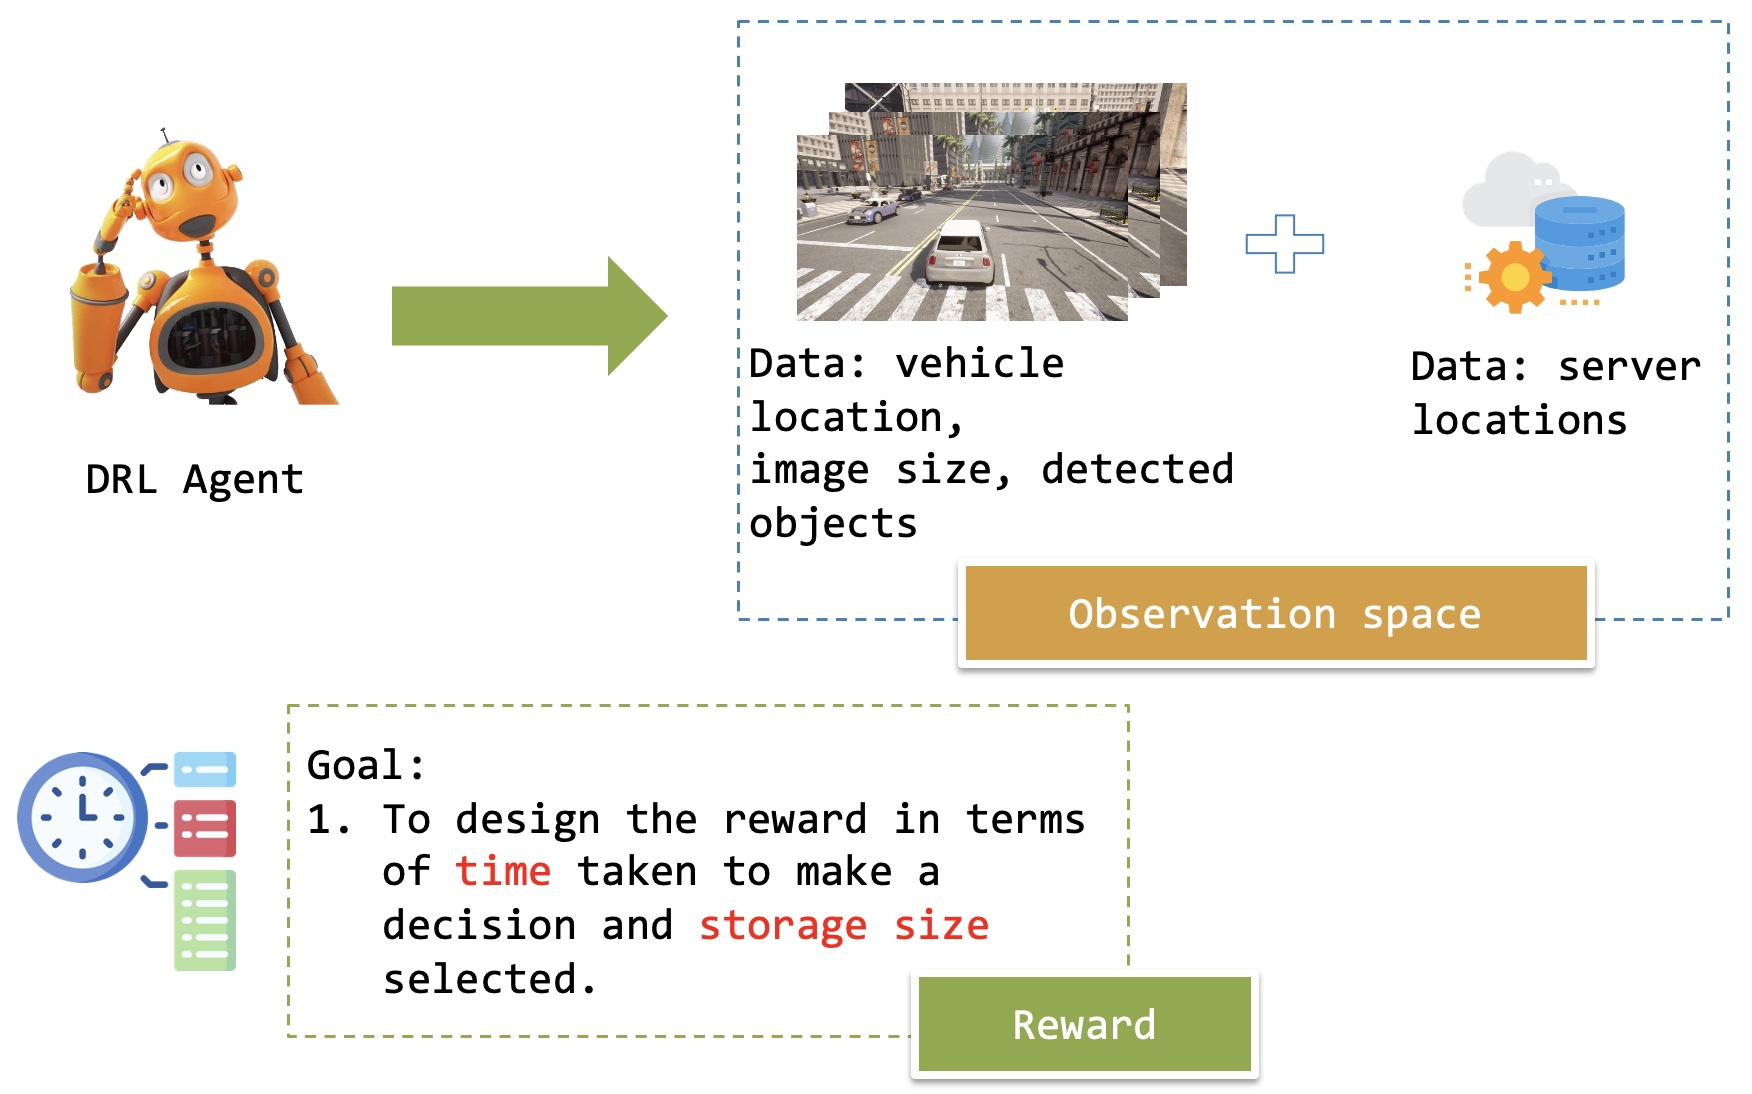 Data: vehicle
location,
image size, detected
objects
Data: server
locations
DRL Agent
Observation space
Goal:
1. To design the reward in terms
of time taken to make a
decision and storage size
selected.
Reward